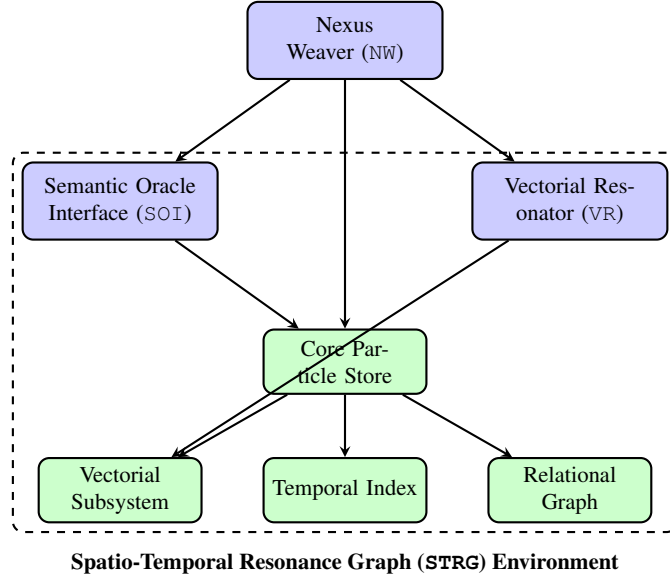 Nexus
Weaver (NW)
Semantic Oracle
Interface (SOI)
Vectorial Res-
onator (VR)
Core Par-
ticle Store
Vectorial
Subsystem
Temporal Index
Relational
Graph
Spatio-Temporal Resonance Graph (STRG) Environment